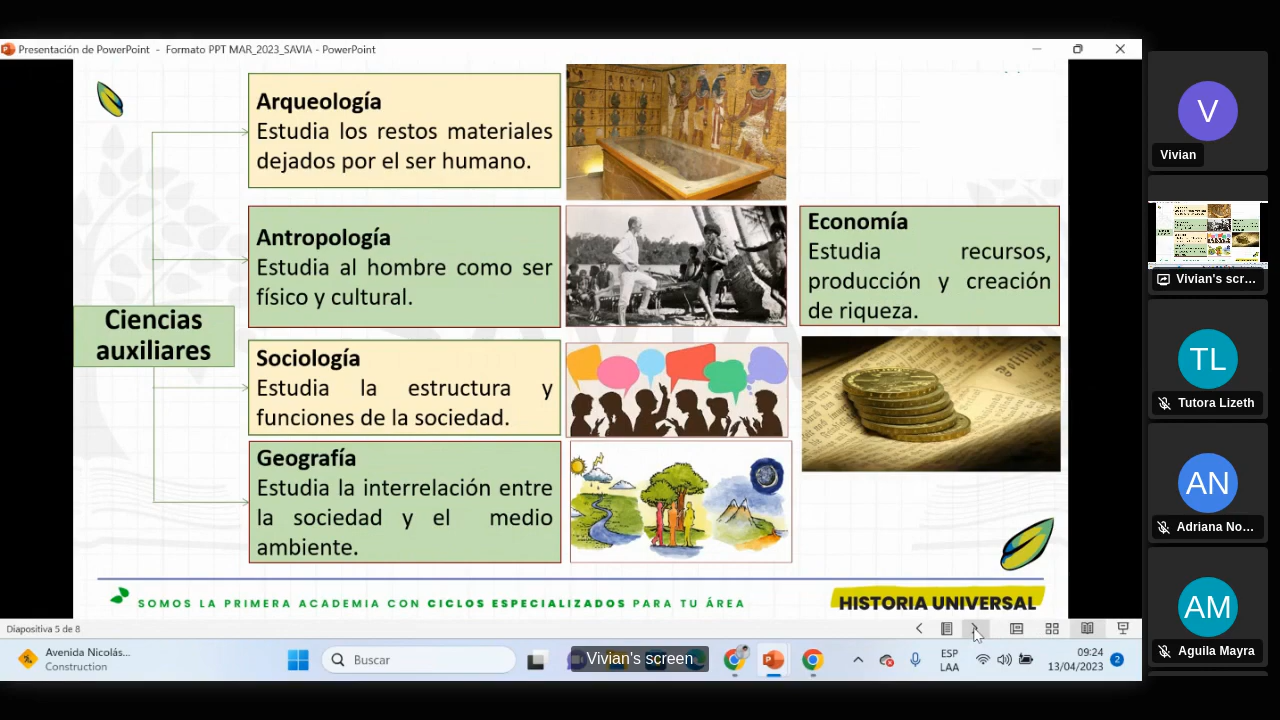 Presentación de PowerPoint - Formato PPT MAR_2023_SAVIA - PowerPoint
Arqueología
Estudia los restos materiales
dejados por el ser humano.
Antropología
Estudia al hombre como ser
físico y cultural.
Ciencias
auxiliares
Sociología
Estudia la estructura y
funciones de la sociedad.
Geografía
Estudia la interrelación entre
la sociedad y el medio
ambiente.
Economía
Estudia recursos,
producción y creación
de riqueza.
SOMOS LA PRIMERA ACADEMIA CON CICLOS ESPECIALIZADOS PARA TU ÁREA
HISTORIA UNIVERSAL
Diapositiva 5 de 8
Avenida Nicolás...
Construction
Buscar
Vivian's screen
ESP
LAA
09:24
13/04/2023
2
V
Vivian
Vivian's scr...
TL
Tutora Lizeth
AN
Adriana No...
AM
Aguila Mayra